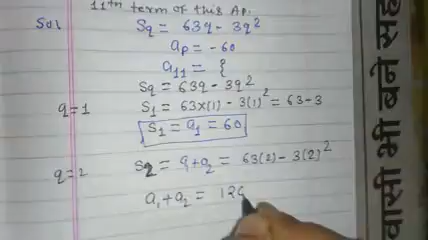 11th term of this AP.
Sol Sq = 63q - 3q²
ap = -60
a11 = {
Sq = 63q - 3q²
q=1 S1 = 63×(1) - 3(1)² = 63-3
S1 = a1 = 60
q=2 S2 = a1+a2 = 63(2) - 3(2)²
a1+a2 = 126
वासी भी बने